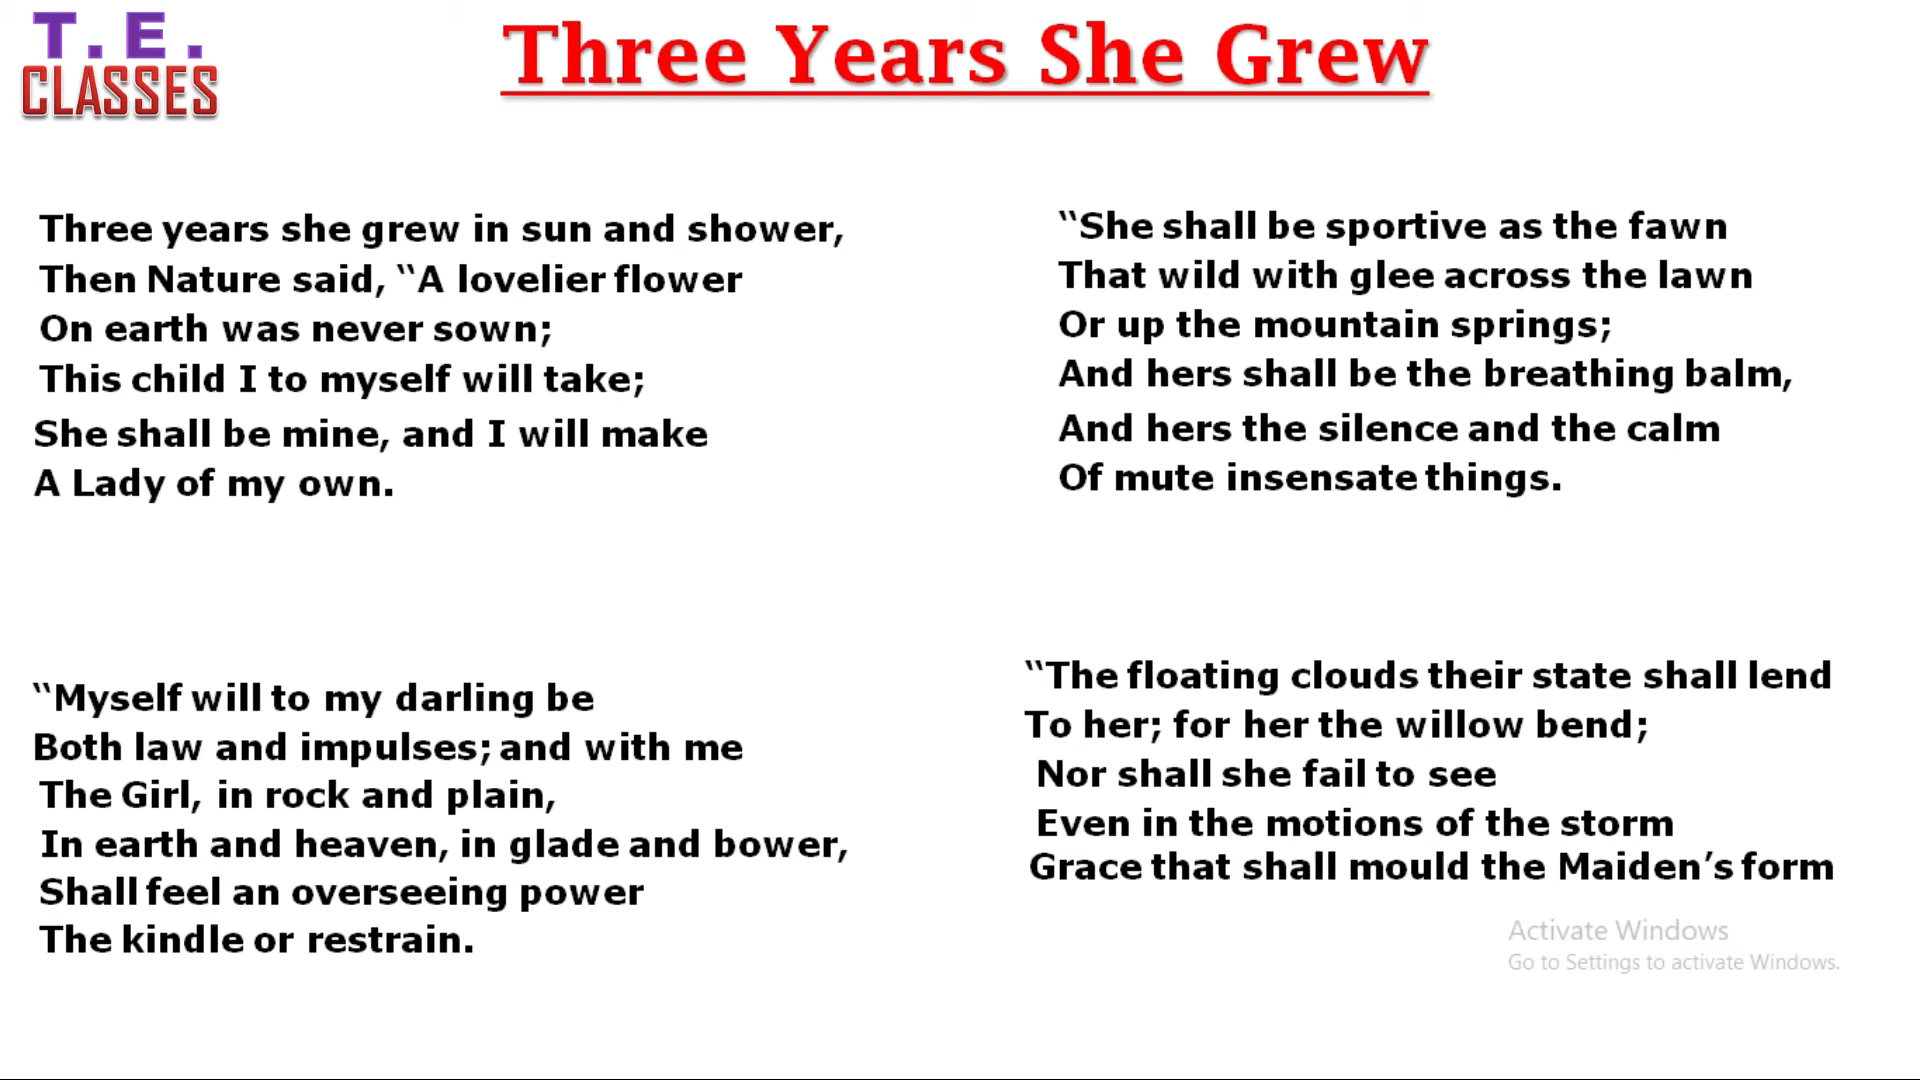 T.E.
CLASSES
Three Years She Grew
Three years she grew in sun and shower,
Then Nature said, “A lovelier flower
On earth was never sown;
This child I to myself will take;
She shall be mine, and I will make
A Lady of my own.
“Myself will to my darling be
Both law and impulses; and with me
The Girl, in rock and plain,
In earth and heaven, in glade and bower,
Shall feel an overseeing power
The kindle or restrain.
“She shall be sportive as the fawn
That wild with glee across the lawn
Or up the mountain springs;
And hers shall be the breathing balm,
And hers the silence and the calm
Of mute insensate things.
“The floating clouds their state shall lend
To her; for her the willow bend;
Nor shall she fail to see
Even in the motions of the storm
Grace that shall mould the Maiden’s form
Activate Windows
Go to Settings to activate Windows.